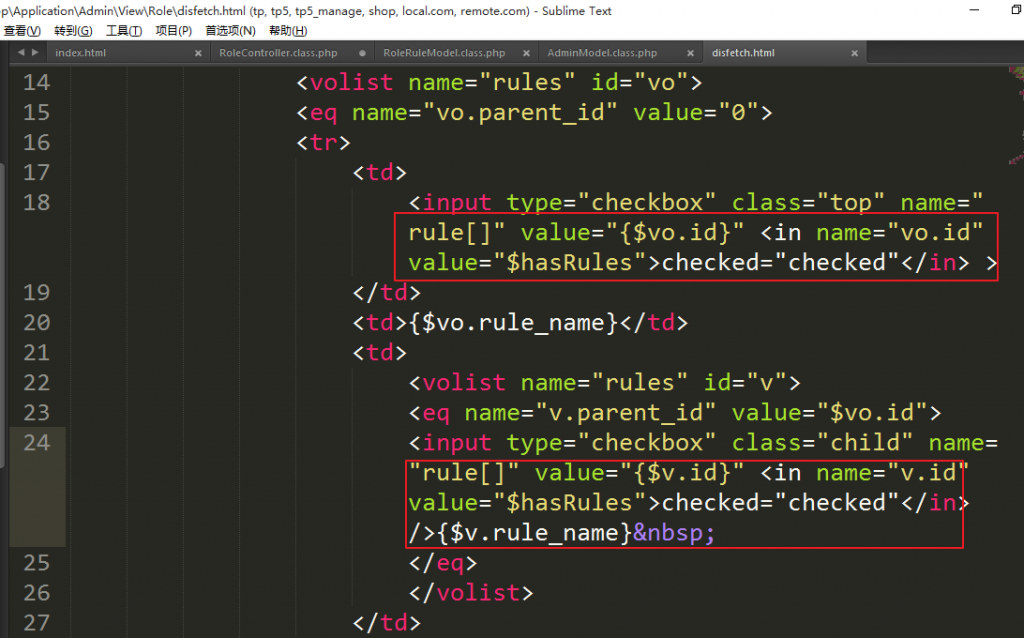 p\Application\Admin\View\Role\disfetch.html (tp, tp5, tp5_manage, shop, local.com, remote.com) - Sublime Text
查看(V) 转到(G) 工具(T) 项目(P) 首选项(N) 帮助(H)
index.html × RoleController.class.php RoleRuleModel.class.php × AdminModel.class.php × disfetch.html ×
14 <volist name="rules" id="vo">
15 <eq name="vo.parent_id" value="0">
16 <tr>
17 <td>
18 <input type="checkbox" class="top" name="
rule[]" value="{$vo.id}" <in name="vo.id"
value="$hasRules">checked="checked"</in> >
19 </td>
20 <td>{$vo.rule_name}</td>
21 <td>
22 <volist name="rules" id="v">
23 <eq name="v.parent_id" value="$vo.id">
24 <input type="checkbox" class="child" name=
"rule[]" value="{$v.id}" <in name="v.id"
value="$hasRules">checked="checked"</in>
/>{$v.rule_name}&nbsp;
25 </eq>
26 </volist>
27 </td>